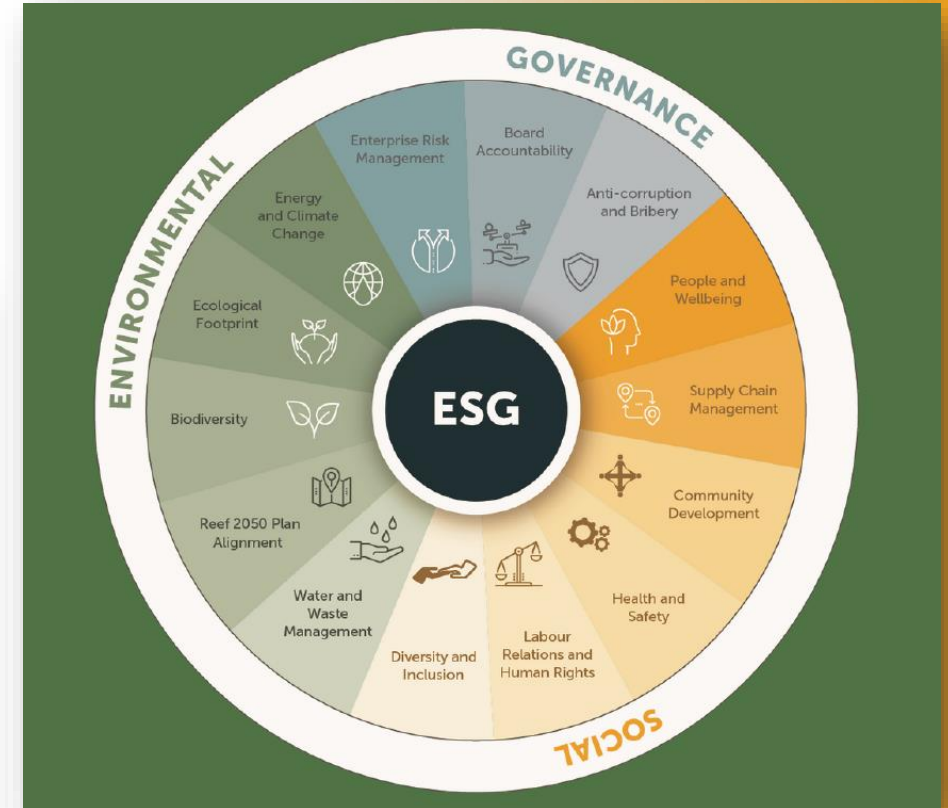 GOVERNANCE
Enterprise Risk
Management
Board
Accountability
Anti-corruption
and Bribery
People and
Wellbeing
Supply Chain
Management
Community
Development
Health and
Safety
Labour
Relations and
Human Rights
Diversity and
Inclusion
SOCIAL
Water and
Waste
Management
Reef 2050 Plan
Alignment
Biodiversity
Ecological
Footprint
Energy
and Climate
Change
ENVIRONMENTAL
ESG